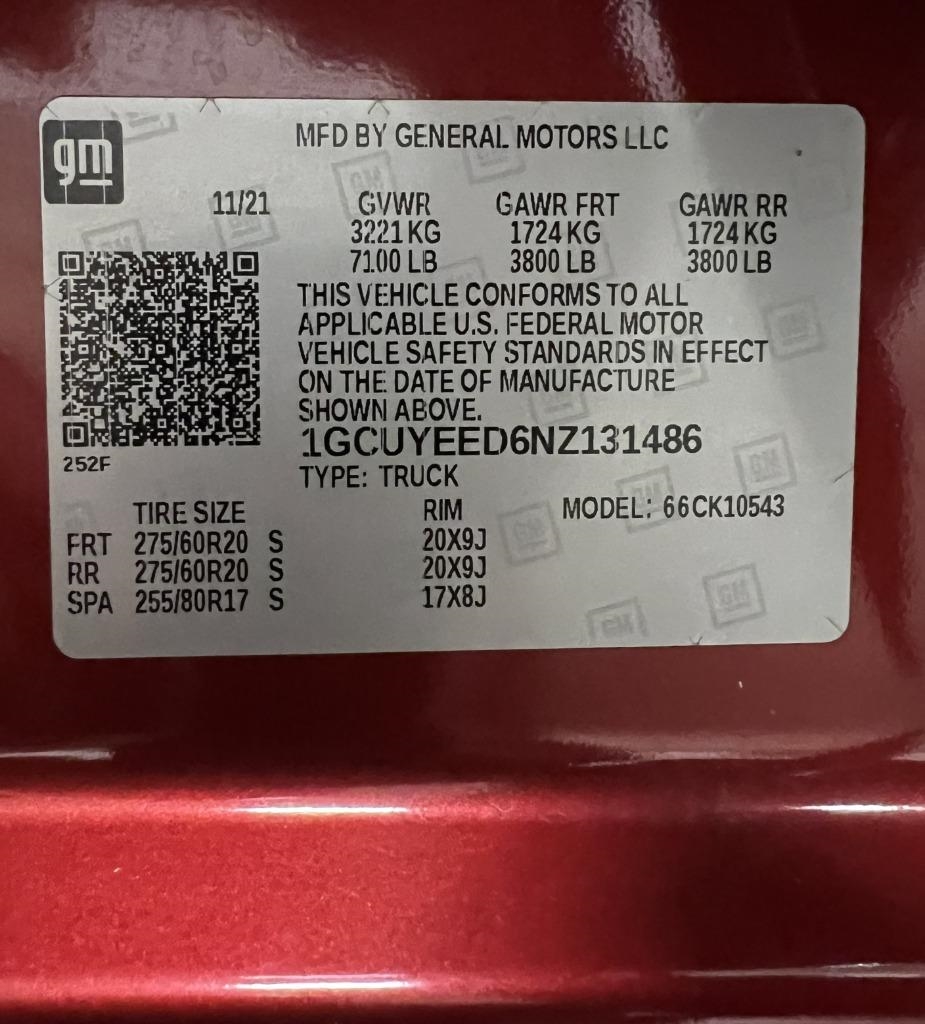 gm
MFD BY GENERAL MOTORS LLC
11/21 GVWR GAWR FRT GAWR RR
3221 KG 1724 KG 1724 KG
7100 LB 3800 LB 3800 LB
THIS VEHICLE CONFORMS TO ALL
APPLICABLE U.S. FEDERAL MOTOR
VEHICLE SAFETY STANDARDS IN EFFECT
ON THE DATE OF MANUFACTURE
SHOWN ABOVE.
1GCUYEED6NZ131486
252F
TYPE: TRUCK
TIRE SIZE RIM MODEL: 66CK10543
FRT 275/60R20 S 20X9J
RR 275/60R20 S 20X9J
SPA 255/80R17 S 17X8J